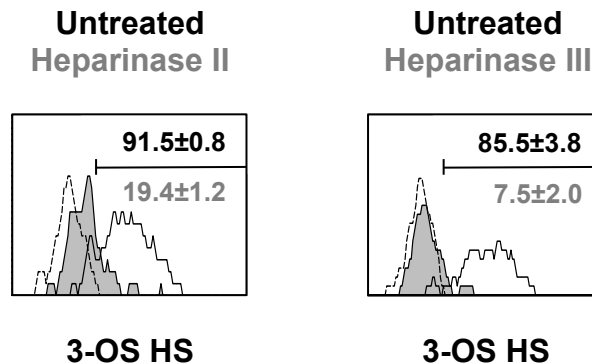 Untreated
Heparinase II
91.5±0.8
19.4±1.2
3-OS HS
Untreated
Heparinase III
85.5±3.8
7.5±2.0
3-OS HS